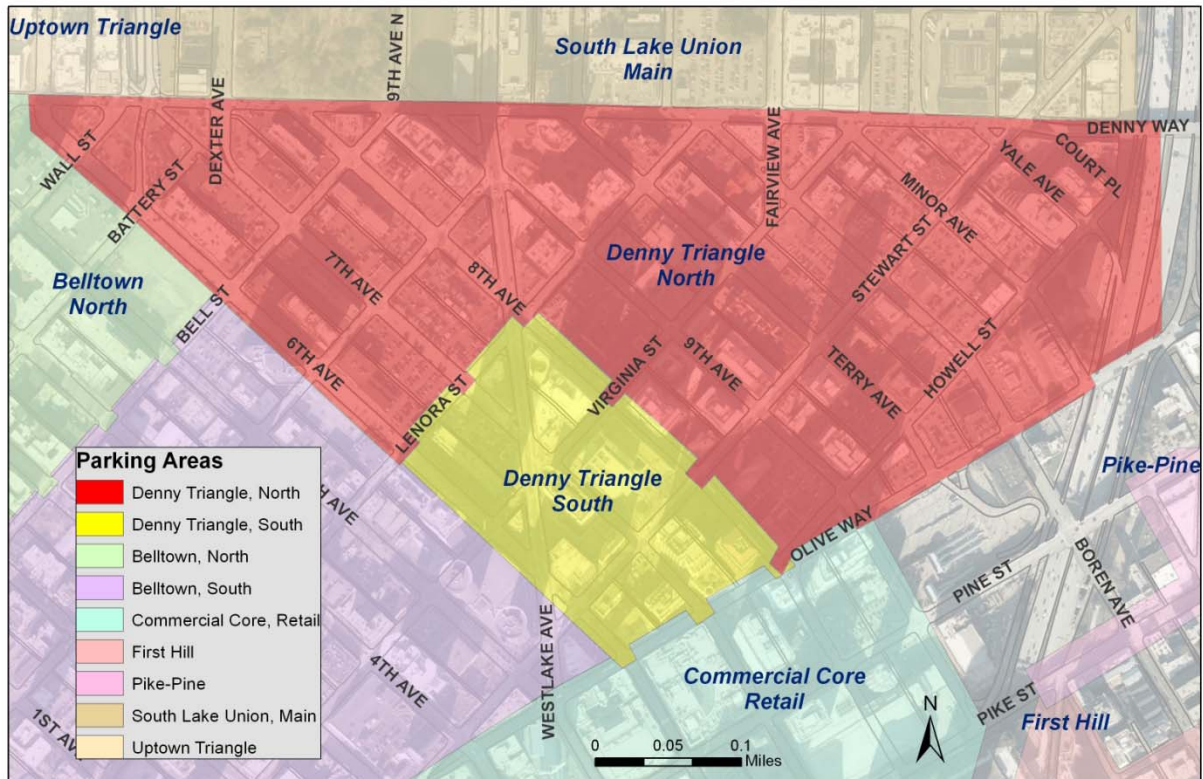 Uptown Triangle
South Lake Union
Main
9TH AVE N
DEXTER AVE
FAIRVIEW AVE
DENNY WAY
WALL ST
BATTERY ST
COURT PL
YALE AVE
MINOR AVE
STEWART ST
Denny Triangle
North
Belltown
North
7TH AVE
8TH AVE
BELL ST
6TH AVE
VIRGINIA ST
9TH AVE
TERRY AVE
HOWELL ST
LENORA ST
Denny Triangle
South
Pike-Pine
OLIVE WAY
PINE ST
BOREN AVE
H AVE
WESTLAKE AVE
4TH AVE
1ST AV
Commercial Core
Retail
PIKE ST
First Hill
Parking Areas
Denny Triangle, North
Denny Triangle, South
Belltown, North
Belltown, South
Commercial Core, Retail
First Hill
Pike-Pine
South Lake Union, Main
Uptown Triangle
N
0 0.05 0.1
Miles